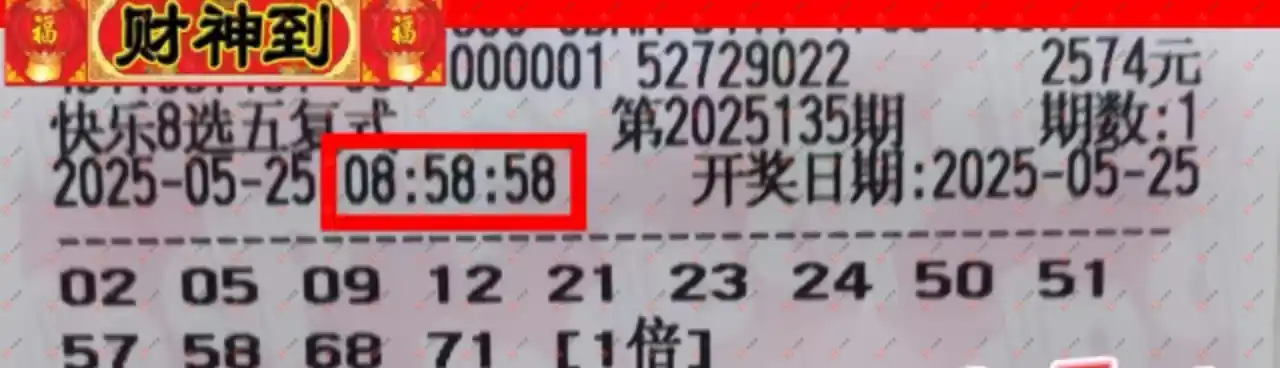 福 财神到 福
000001 52729022 2574元
快乐8选五复式 第2025135期 期数:1
2025-05-25 08:58:58 开奖日期:2025-05-25
02 05 09 12 21 23 24 50 51
57 58 68 71 [1倍]